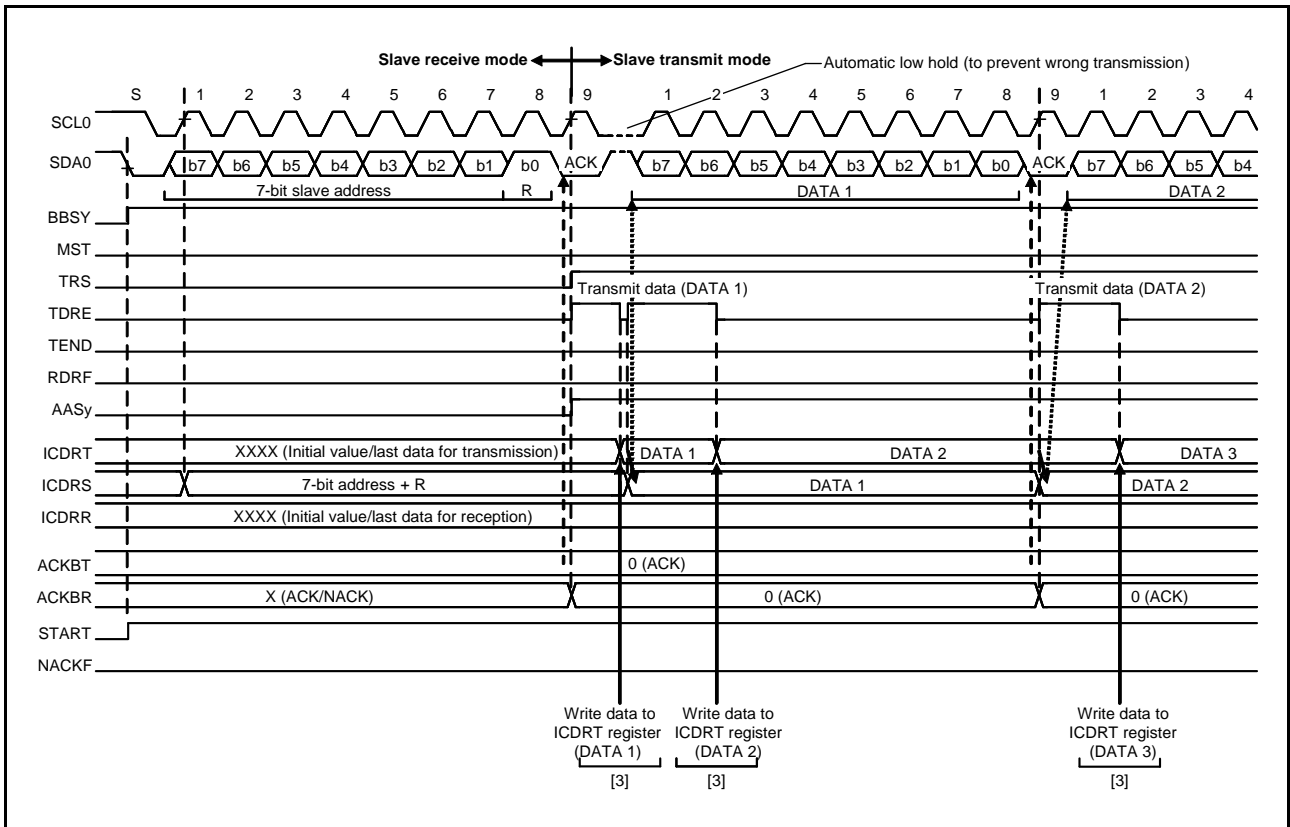 Slave receive mode Slave transmit mode
Automatic low hold (to prevent wrong transmission)
S 1 2 3 4 5 6 7 8 9 1 2 3 4 5 6 7 8 9 1 2 3 4
SCL0
SDA0 b7 b6 b5 b4 b3 b2 b1 b0 ACK b7 b6 b5 b4 b3 b2 b1 b0 ACK b7 b6 b5 b4
7-bit slave address R DATA 1 DATA 2
BBSY
MST
TRS
Transmit data (DATA 1) Transmit data (DATA 2)
TDRE
TEND
RDRF
AASy
ICDRT XXXX (Initial value/last data for transmission) DATA 1 DATA 2 DATA 3
ICDRS 7-bit address + R DATA 1 DATA 2
ICDRR XXXX (Initial value/last data for reception)
ACKBT 0 (ACK)
ACKBR X (ACK/NACK) 0 (ACK) 0 (ACK)
START
NACKF
Write data to Write data to Write data to
ICDRT register ICDRT register ICDRT register
(DATA 1) (DATA 2) (DATA 3)
[3] [3] [3]